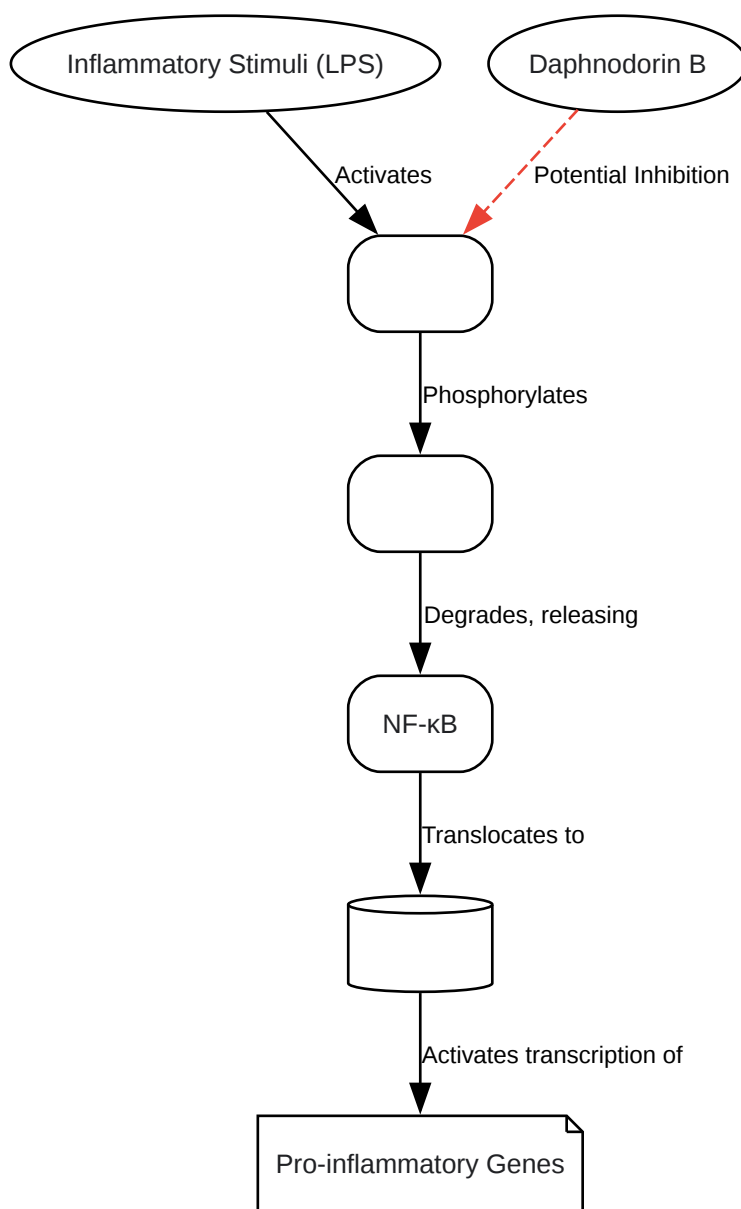 Inflammatory Stimuli (LPS)
Daphnodorin B
Activates
Potential Inhibition
Phosphorylates
Degrades, releasing
NF-κB
Translocates to
Activates transcription of
Pro-inflammatory Genes